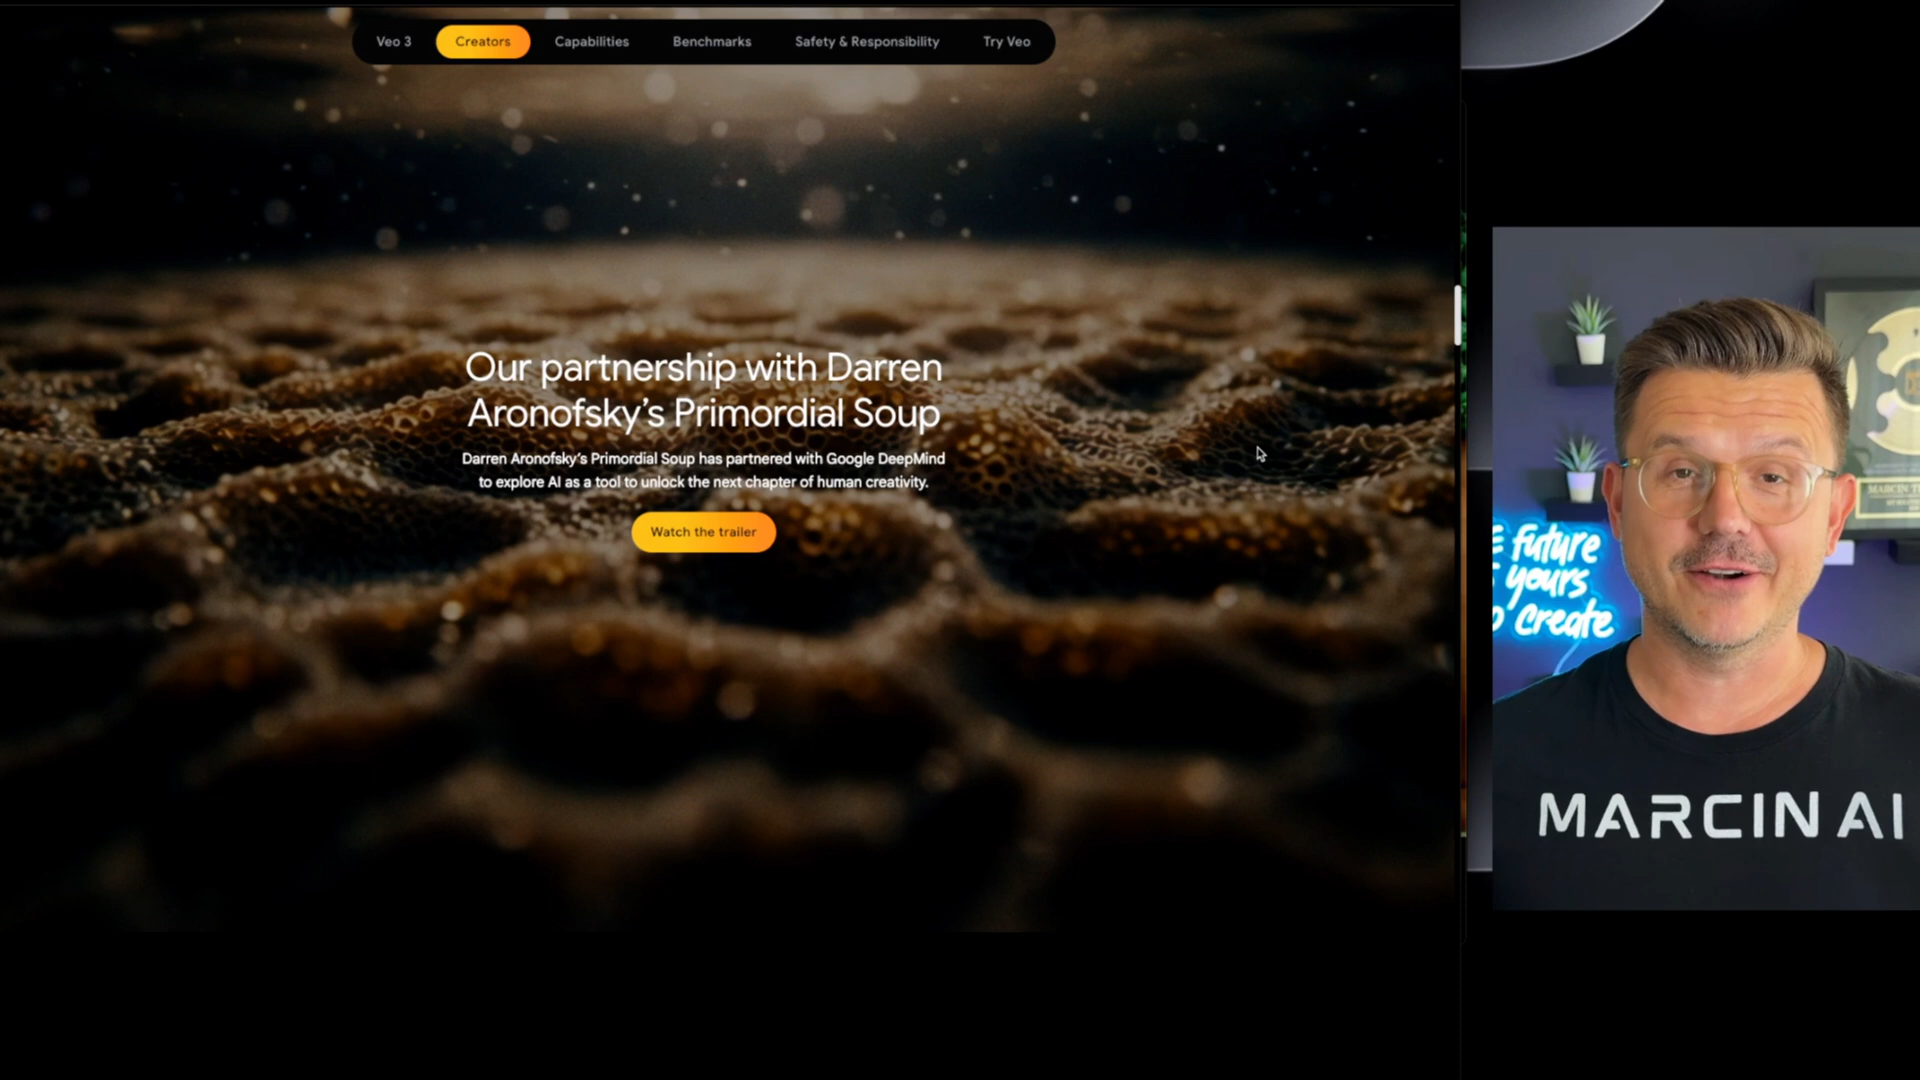 Veo 3
Creators
Capabilities
Benchmarks
Safety & Responsibility
Try Veo
Our partnership with Darren
Aronofsky's Primordial Soup
Darren Aronofsky's Primordial Soup has partnered with Google DeepMind
to explore AI as a tool to unlock the next chapter of human creativity.
Watch the trailer
future
yours
Create
MARCIN
MARCIN AI